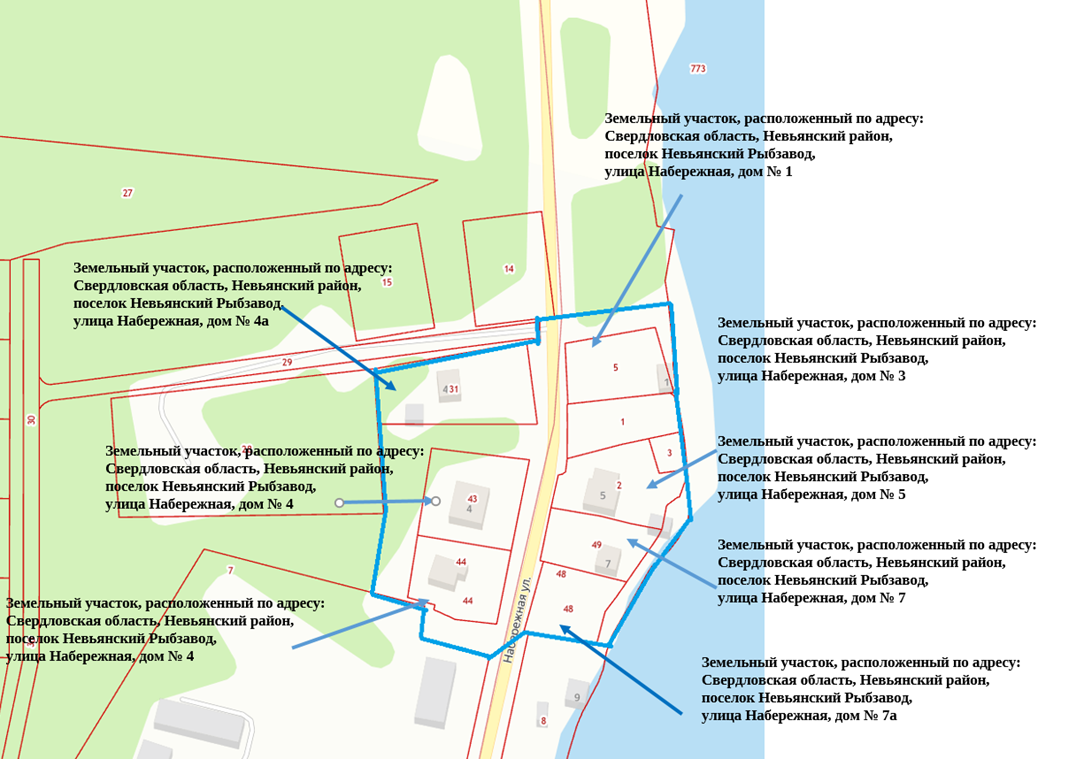 773
Земельный участок, расположенный по адресу:
Свердловская область, Невьянский район,
поселок Невьянский Рыбзавод,
улица Набережная, дом № 1
27
14
15
Земельный участок, расположенный по адресу:
Свердловская область, Невьянский район,
поселок Невьянский Рыбзавод,
улица Набережная, дом № 4а
Земельный участок, расположенный по адресу:
Свердловская область, Невьянский район,
поселок Невьянский Рыбзавод,
улица Набережная, дом № 3
29
5
1
431
30
1
3
Земельный участок, расположенный по адресу:
Свердловская область, Невьянский район,
поселок Невьянский Рыбзавод,
улица Набережная, дом № 4
Земельный участок, расположенный по адресу:
Свердловская область, Невьянский район,
поселок Невьянский Рыбзавод,
улица Набережная, дом № 5
2
5
43
4
49
7
Земельный участок, расположенный по адресу:
Свердловская область, Невьянский район,
поселок Невьянский Рыбзавод,
улица Набережная, дом № 7
44
44
48
48
7
Набережная ул.
Земельный участок, расположенный по адресу:
Свердловская область, Невьянский район,
поселок Невьянский Рыбзавод,
улица Набережная, дом № 4
Земельный участок, расположенный по адресу:
Свердловская область, Невьянский район,
поселок Невьянский Рыбзавод,
улица Набережная, дом № 7а
9
8